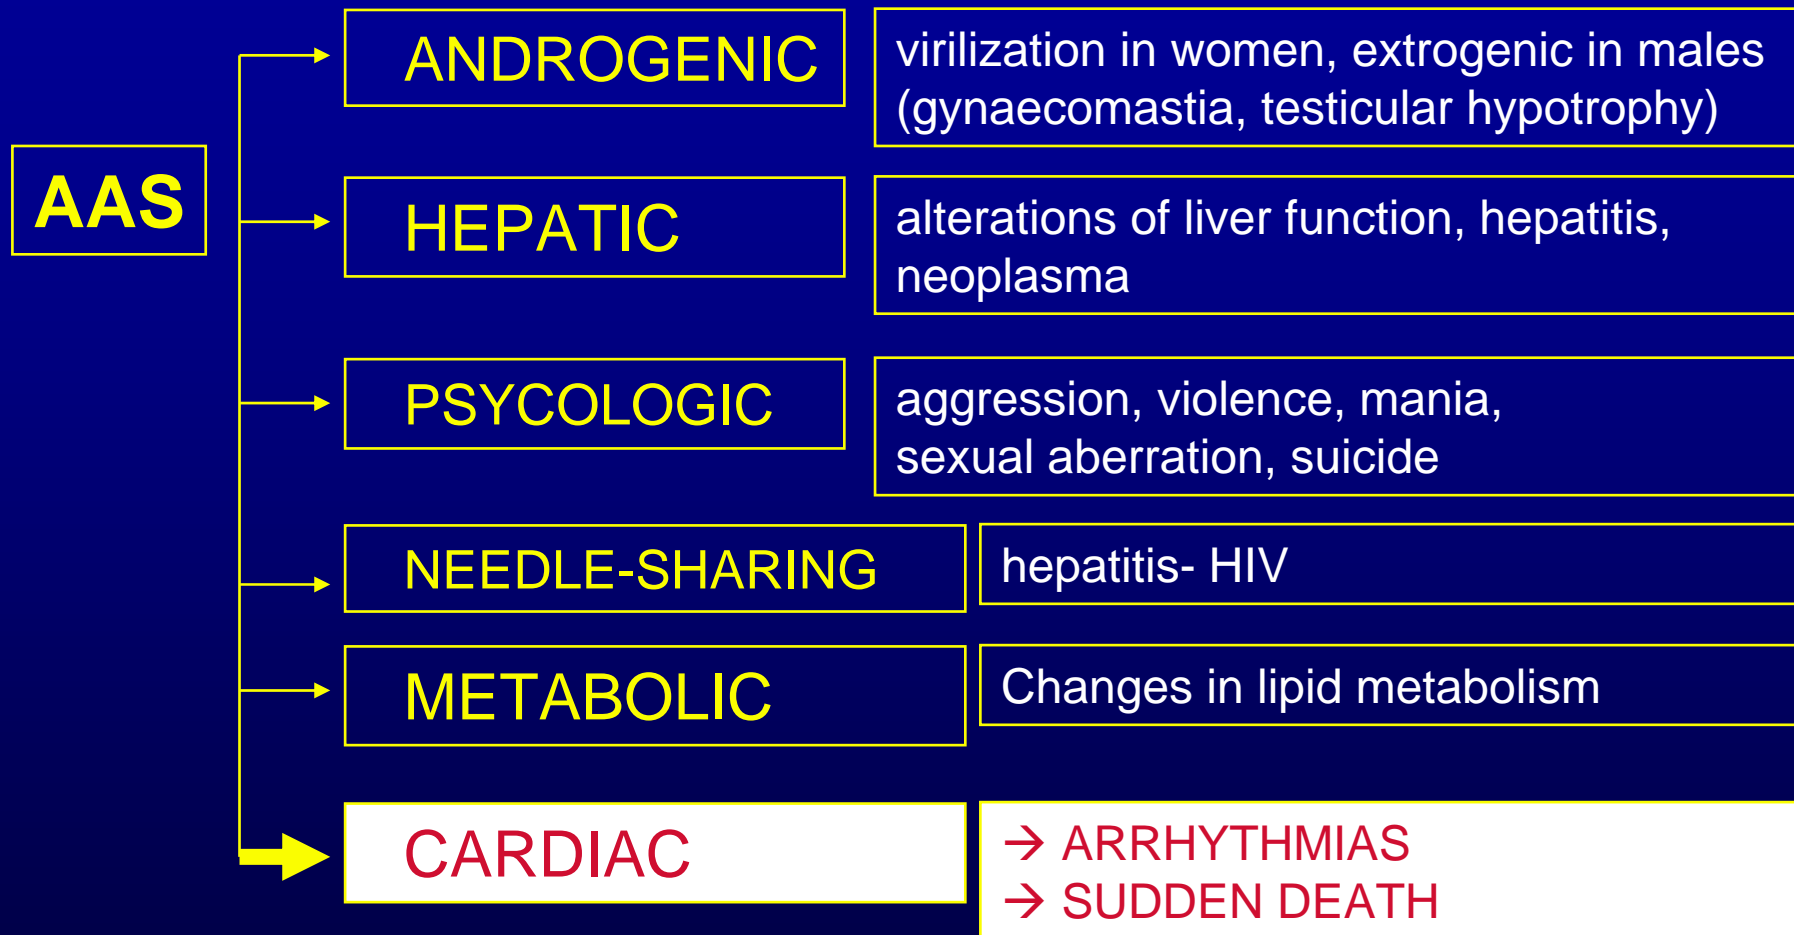 AAS
ANDROGENIC
virilization in women, extrogenic in males
(gynaecomastia, testicular hypotrophy)
HEPATIC
alterations of liver function, hepatitis,
neoplasma
PSYCOLOGIC
aggression, violence, mania,
sexual aberration, suicide
NEEDLE-SHARING
hepatitis- HIV
METABOLIC
Changes in lipid metabolism
CARDIAC
→ ARRHYTHMIAS
→ SUDDEN DEATH